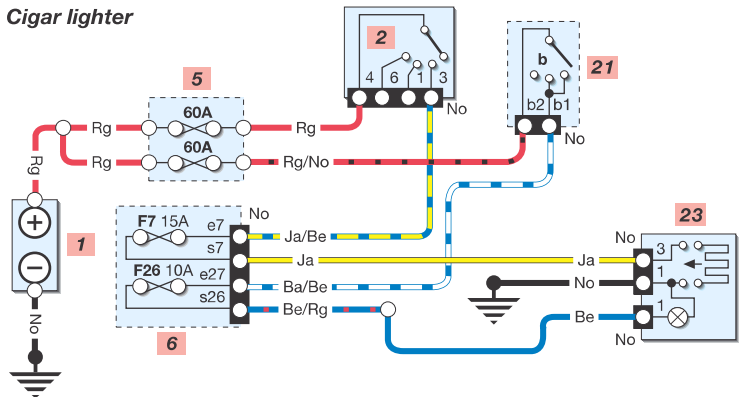 Cigar lighter
2
4 6 1 3
No
21
b
b2 b1
No
5
60A
60A
Rg
Rg
Rg
Rg/No
Rg
+
−
1
No
6
No
F7 15A e7
s7
F26 10A e27
s26
Ja/Be
Ja
Ba/Be
Be/Rg
Ja
No
Be
23
No
3
1
1
No